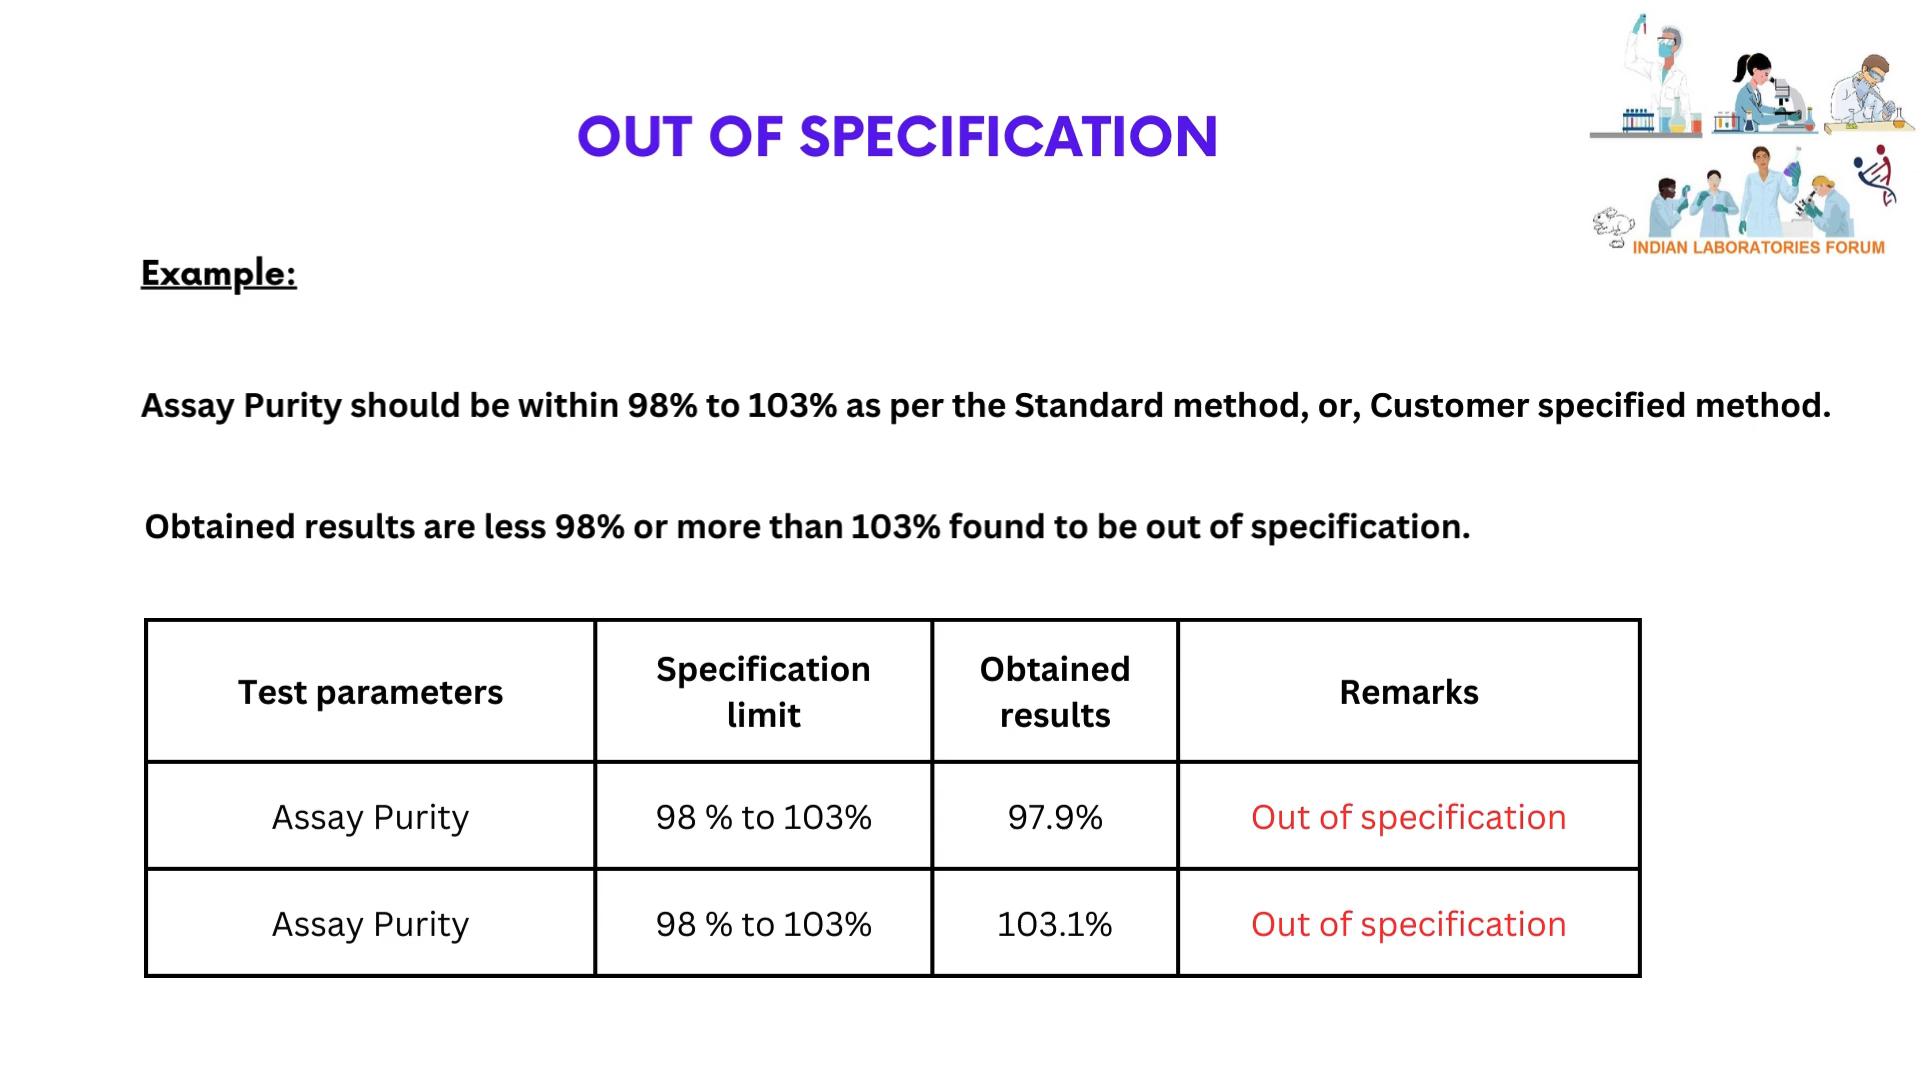 OUT OF SPECIFICATION
INDIAN LABORATORIES FORUM
Example:
Assay Purity should be within 98% to 103% as per the Standard method, or, Customer specified method.
Obtained results are less 98% or more than 103% found to be out of specification.
Test parameters
Specification
limit
Obtained
results
Remarks
Assay Purity
98 % to 103%
97.9%
Out of specification
Assay Purity
98 % to 103%
103.1%
Out of specification